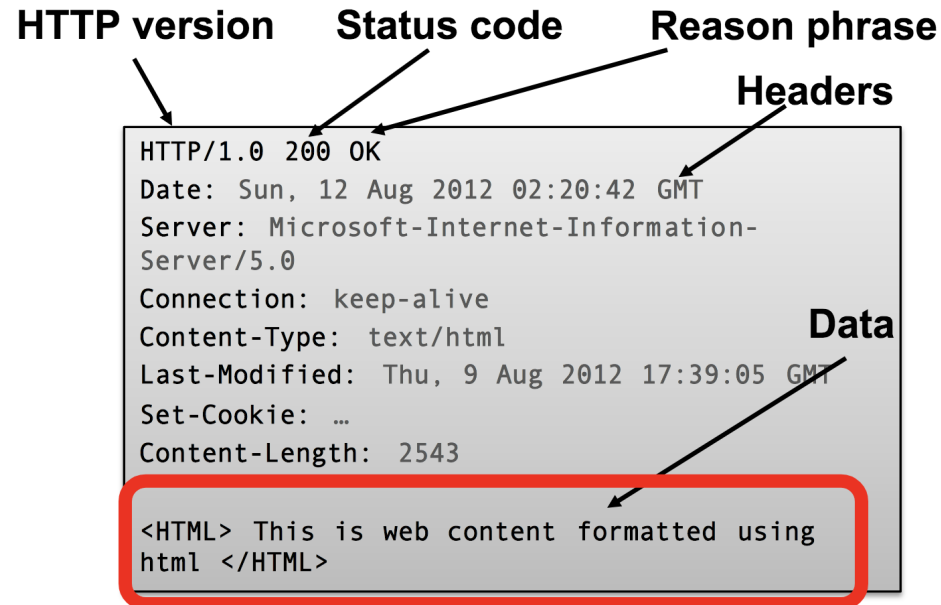 HTTP version Status code Reason phrase
Headers
HTTP/1.0 200 OK
Date: Sun, 12 Aug 2012 02:20:42 GMT
Server: Microsoft-Internet-Information-
Server/5.0
Connection: keep-alive
Content-Type: text/html
Data
Last-Modified: Thu, 9 Aug 2012 17:39:05 GMT
Set-Cookie: …
Content-Length: 2543
<HTML> This is web content formatted using
html </HTML>